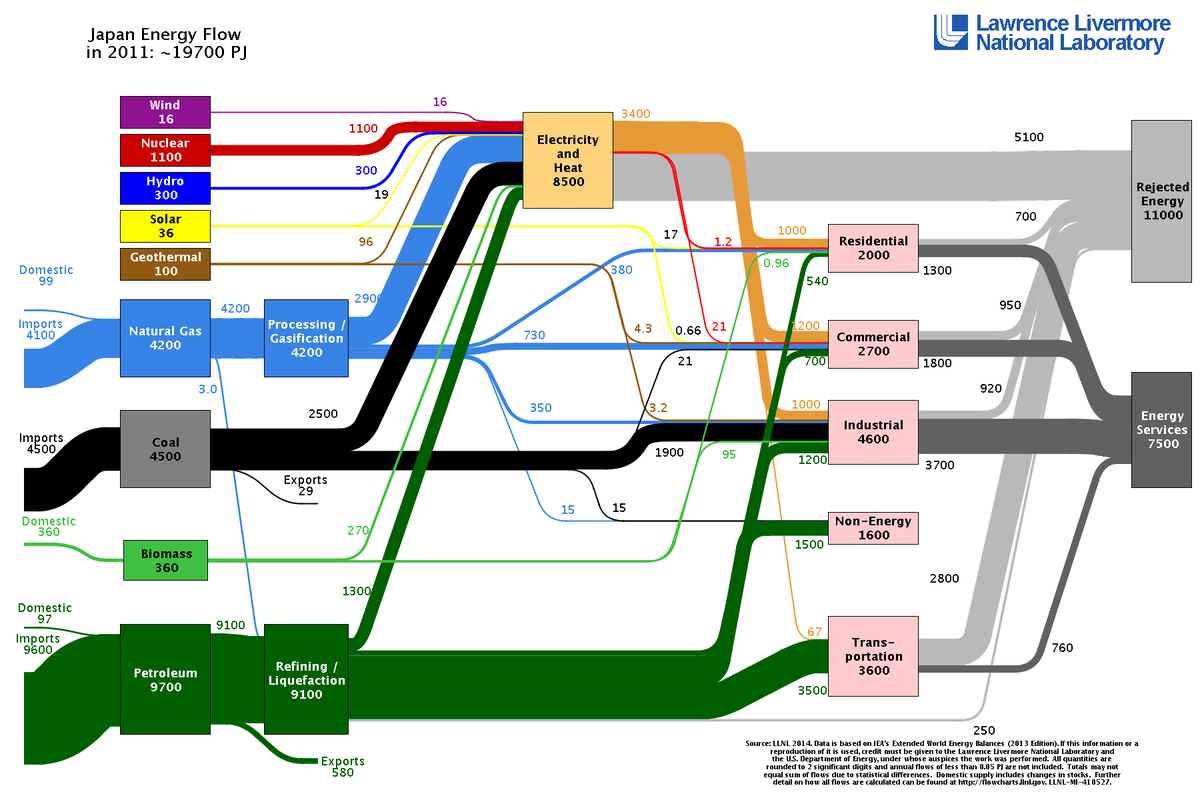 Japan Energy Flow
in 2011: ~19700 PJ
Lawrence Livermore
National Laboratory
Wind
16
16
Nuclear
1100
1100
Hydro
300
300
Solar
36
19
Geothermal
100
96
Domestic
99
Imports
4100
Natural Gas
4200
4200
3.0
Processing /
Gasification
4200
2900
Imports
4500
Coal
4500
2500
Exports
29
Domestic
360
Biomass
360
270
Domestic
97
Imports
9600
Petroleum
9700
9100
Exports
580
Refining /
Liquefaction
9100
1300
Electricity
and
Heat
8500
3400
17
380
1.2
0.96
1000
540
730
4.3
0.66
21
21
1200
700
350
3.2
1900
95
1000
1200
15
15
1500
67
3500
Residential
2000
Commercial
2700
Industrial
4600
Non-Energy
1600
Trans-
portation
3600
5100
700
1300
950
1800
920
3700
2800
760
250
Rejected
Energy
11000
Energy
Services
7500
Source: LLNL 2014. Data is based on IEA's Extended World Energy Balances (2013 Edition). If this information or a
reproduction of it is used, credit must be given to the Lawrence Livermore National Laboratory and
the U.S. Department of Energy, under whose auspices the work was performed. All quantities are
rounded to 2 significant digits and annual flows of less than 0.05 PJ are not included. Totals may not
equal sum of flows due to statistical differences. Domestic supply includes changes in stocks. Further
detail on how all flows are calculated can be found at http://flowcharts.llnl.gov. LLNL-MI-410527.